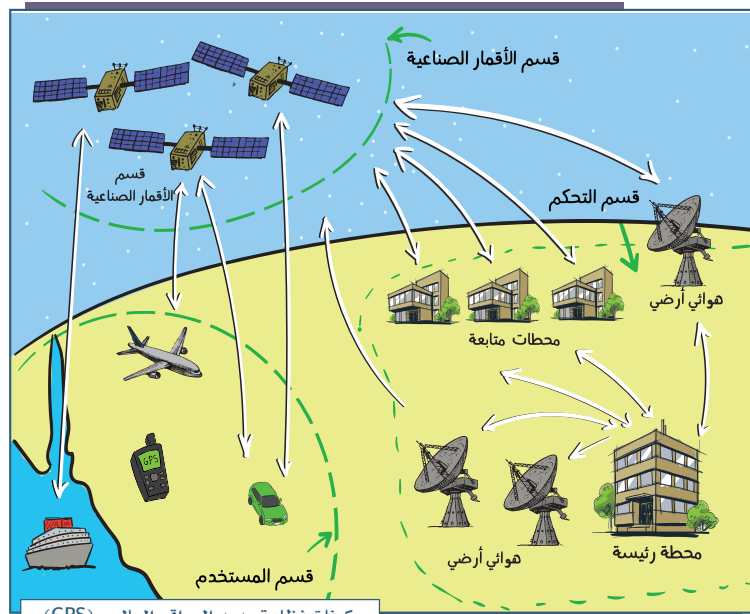 قسم الأقمار الصناعية
قسم
الأقمار الصناعية
قسم التحكم
هوائي أرضي
محطات متابعة
GPS
هوائي أرضي
محطة رئيسة
قسم المستخدم
(GPS)